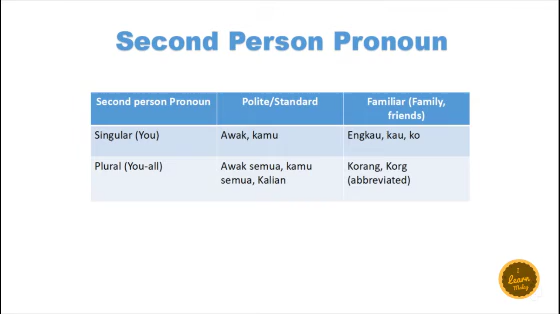 Second Person Pronoun
Second person Pronoun
Polite/Standard
Familiar (Family,
friends)
Singular (You)
Awak, kamu
Engkau, kau, ko
Plural (You-all)
Awak semua, kamu
semua, Kalian
Korang, Korg
(abbreviated)
I
learn
Malay